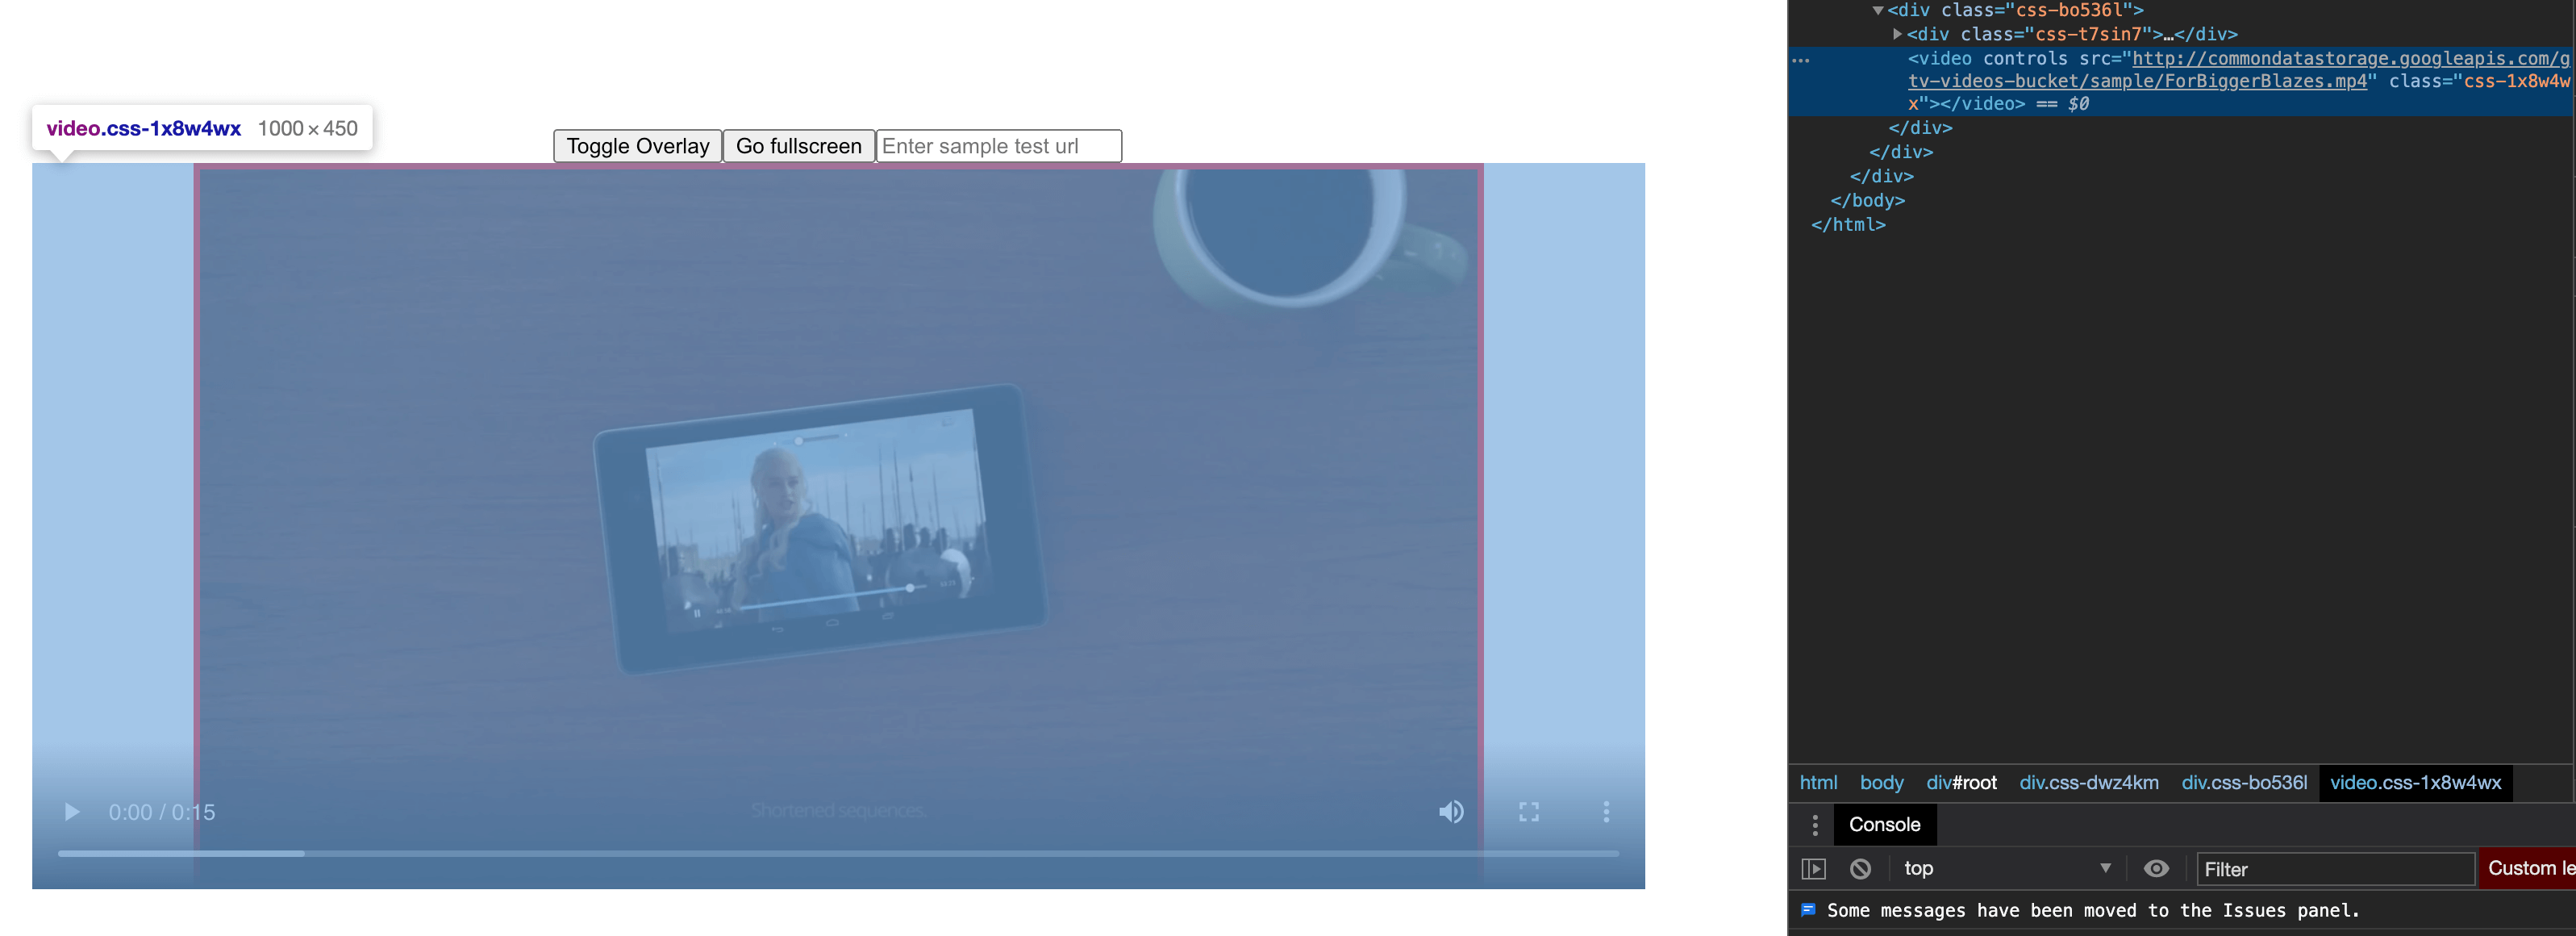 video.css-1x8w4wx 1000 × 450
Toggle Overlay Go fullscreen Enter sample test url
0:00 / 0:15
Shortened sequences.
▼<div class="css-bo536l">
▶<div class="css-t7sin7">…</div>
<video controls src="http://commondatastorage.googleapis.com/g
tv-videos-bucket/sample/ForBiggerBlazes.mp4" class="css-1x8w4w
x"></video> == $0
</div>
</div>
</div>
</body>
</html>
html body div#root div.css-dwz4km div.css-bo536l video.css-1x8w4wx
Console
top ▼ Filter Custom le
Some messages have been moved to the Issues panel.